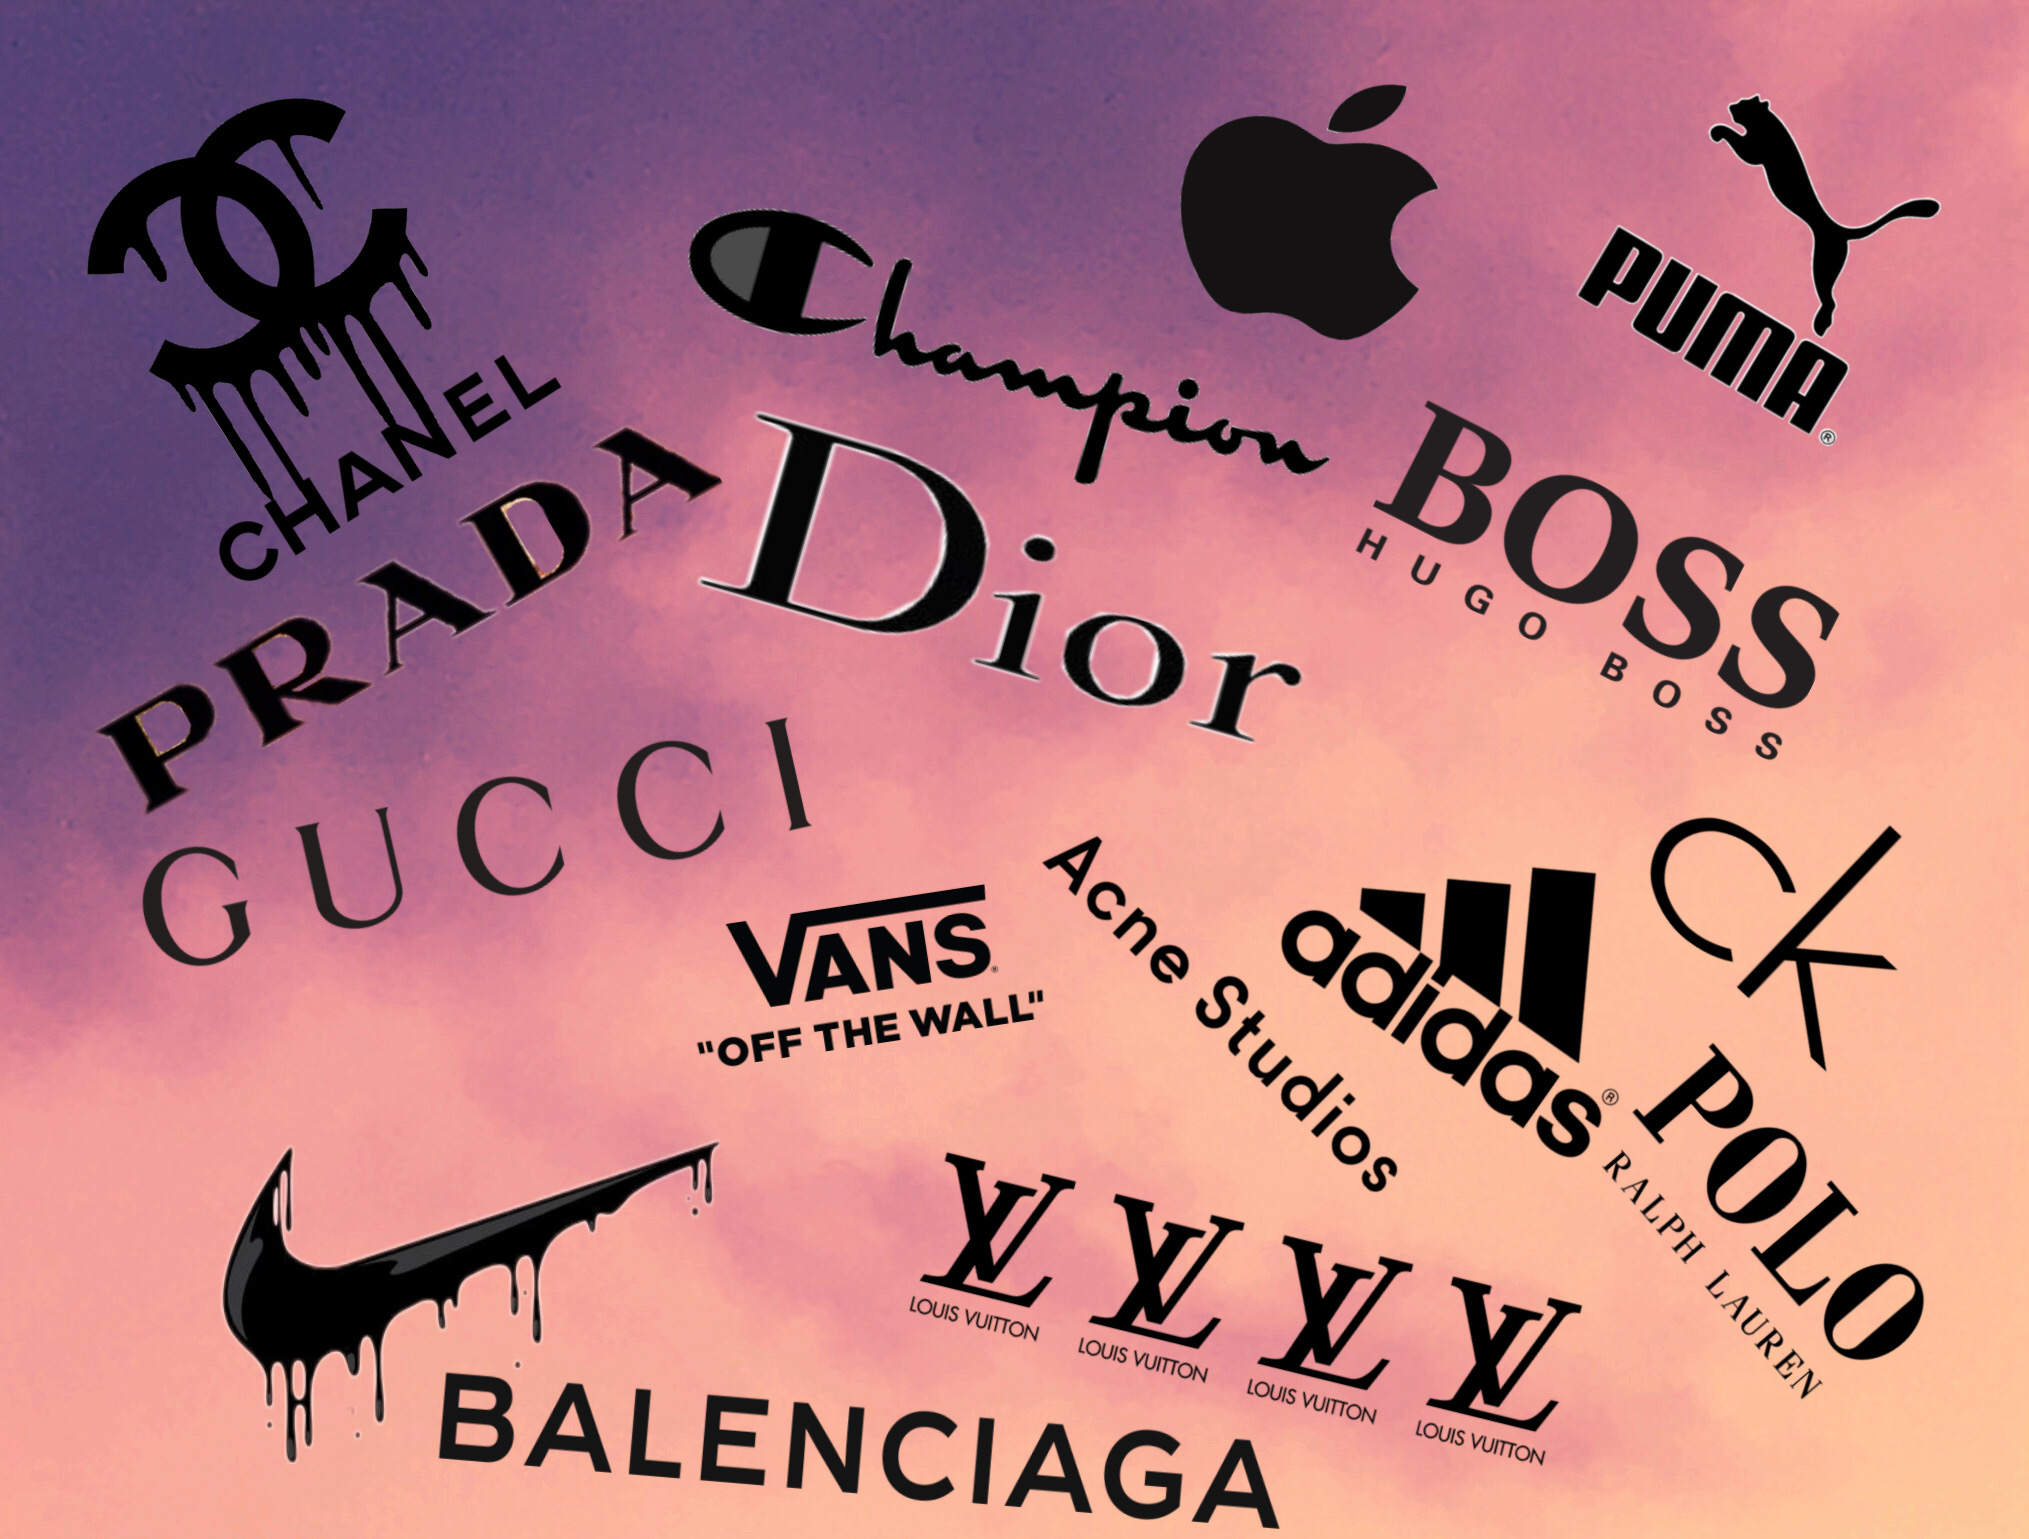 CHANEL
Champion
PUMA
®
PRADA
Dior
BOSS
HUGO BOSS
GUCCI
VANS
"OFF THE WALL"
Acne Studios
adidas®
ck
POLO
RALPH LAUREN
LV LV LV LV
LOUIS VUITTON LOUIS VUITTON LOUIS VUITTON LOUIS VUITTON
BALENCIAGA